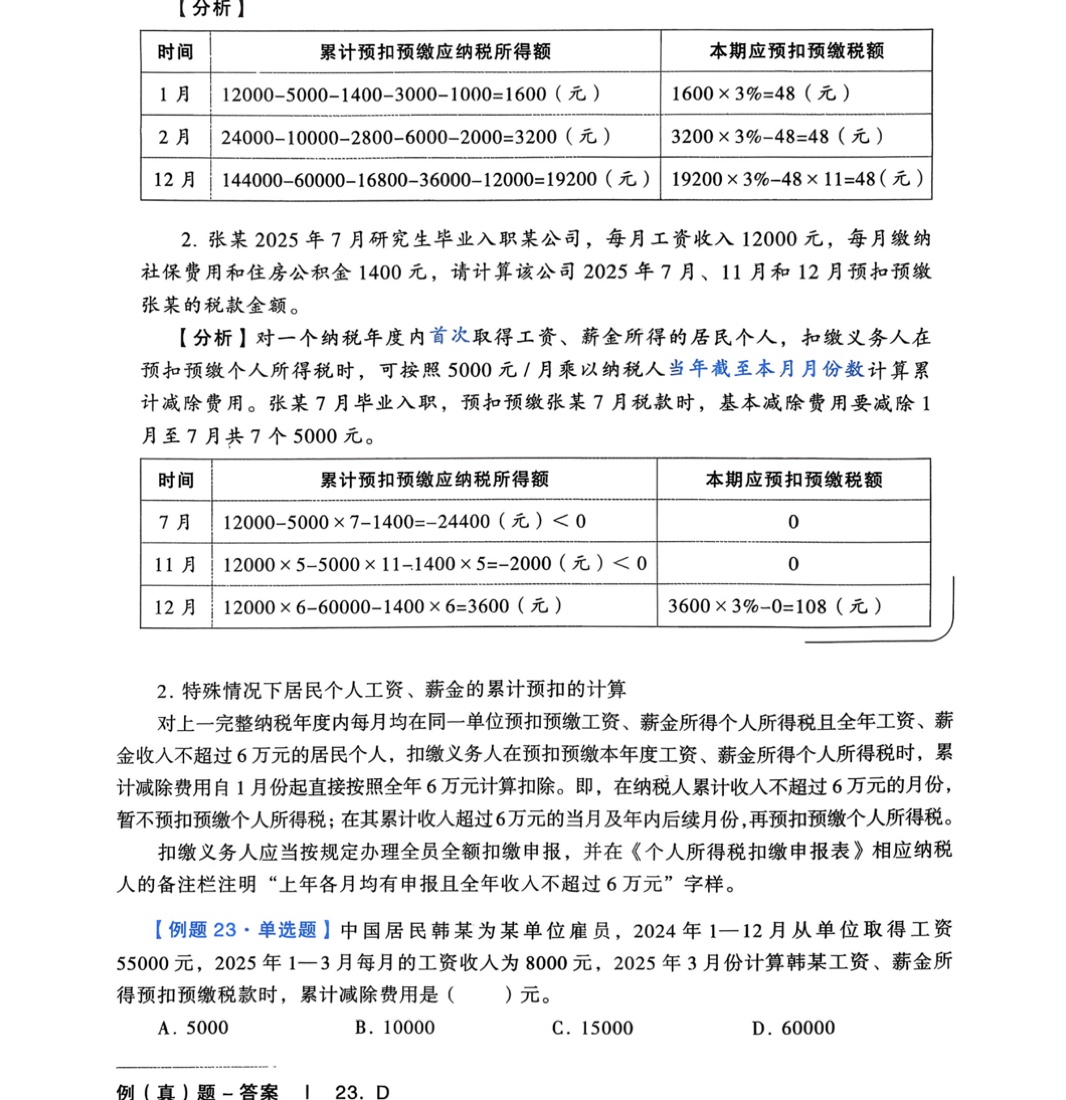 【分析】
时间 累计预扣预缴应纳税所得额 本期应预扣预缴税额
1 月 12000-5000-1400-3000-1000=1600（元） 1600×3%=48（元）
2 月 24000-10000-2800-6000-2000=3200（元） 3200×3%-48=48（元）
12 月 144000-60000-16800-36000-12000=19200（元） 19200×3%-48×11=48（元）
2. 张某 2025 年 7 月研究生毕业入职某公司，每月工资收入 12000 元，每月缴纳
社保费用和住房公积金 1400 元，请计算该公司 2025 年 7 月、11 月和 12 月预扣预缴
张某的税款金额。
【分析】对一个纳税年度内首次取得工资、薪金所得的居民个人，扣缴义务人在
预扣预缴个人所得税时，可按照 5000 元 / 月乘以纳税人当年截至本月月份数计算累
计减除费用。张某 7 月毕业入职，预扣预缴张某 7 月税款时，基本减除费用要减除 1
月至 7 月共 7 个 5000 元。
时间 累计预扣预缴应纳税所得额 本期应预扣预缴税额
7 月 12000-5000×7-1400=-24400（元）＜0 0
11 月 12000×5-5000×11-1400×5=-2000（元）＜0 0
12 月 12000×6-60000-1400×6=3600（元） 3600×3%-0=108（元）
2. 特殊情况下居民个人工资、薪金的累计预扣的计算
对上一完整纳税年度内每月均在同一单位预扣预缴工资、薪金所得个人所得税且全年工资、薪
金收入不超过 6 万元的居民个人，扣缴义务人在预扣预缴本年度工资、薪金所得个人所得税时，累
计减除费用自 1 月份起直接按照全年 6 万元计算扣除。即，在纳税人累计收入不超过 6 万元的月份，
暂不预扣预缴个人所得税；在其累计收入超过6万元的当月及年内后续月份，再预扣预缴个人所得税。
扣缴义务人应当按规定办理全员全额扣缴申报，并在《个人所得税扣缴申报表》相应纳税
人的备注栏注明“上年各月均有申报且全年收入不超过 6 万元”字样。
【例题 23·单选题】中国居民韩某为某单位雇员，2024 年 1—12 月从单位取得工资
55000 元，2025 年 1—3 月每月的工资收入为 8000 元，2025 年 3 月份计算韩某工资、薪金所
得预扣预缴税款时，累计减除费用是（ ）元。
A. 5000 B. 10000 C. 15000 D. 60000
例（真）题-答案 | 23. D